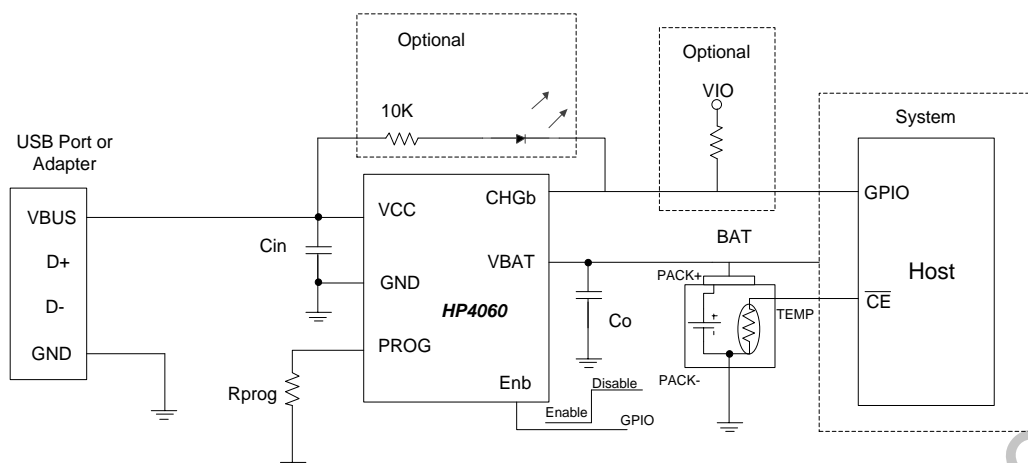 Optional
10K
Optional
VIO
System
USB Port or
Adapter
VBUS
D+
D-
GND
Cin
VCC
GND
PROG
CHGb
VBAT
HP4060
Enb
Rprog
Co
Enable
Disable
GPIO
BAT
PACK+
+
-
TEMP
PACK-
GPIO
Host
CE